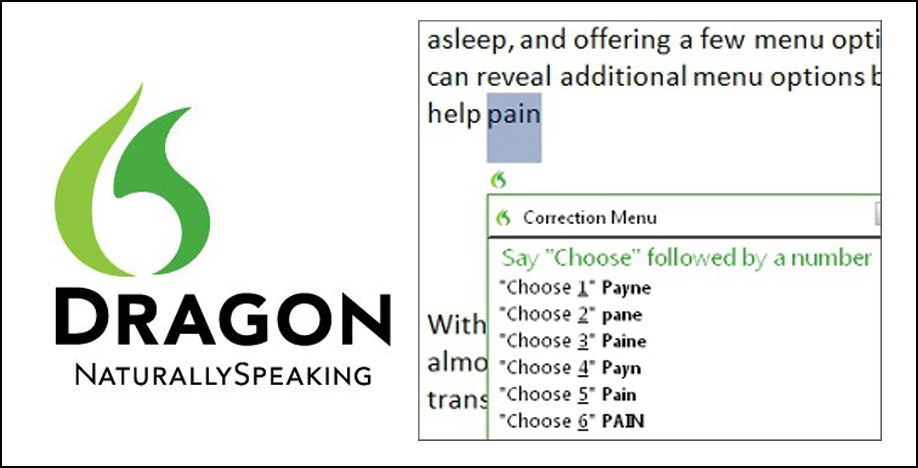 DRAGON
NATURALLYSPEAKING
asleep, and offering a few menu opti
can reveal additional menu options b
help pain
Correction Menu
Say "Choose" followed by a number
"Choose 1" Payne
"Choose 2" pane
"Choose 3" Paine
"Choose 4" Payn
"Choose 5" Pain
"Choose 6" PAIN
With
almo
trans